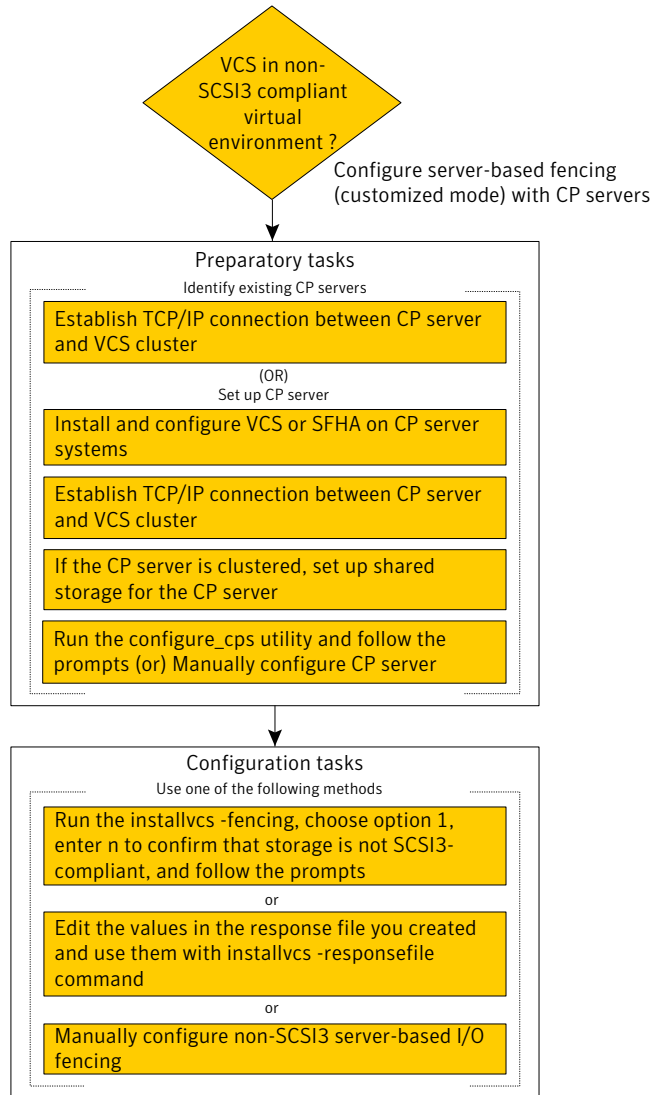 VCS in non-
SCSI3 compliant
virtual
environment ?
Configure server-based fencing
(customized mode) with CP servers
Preparatory tasks
Identify existing CP servers
Establish TCP/IP connection between CP server
and VCS cluster
(OR)
Set up CP server
Install and configure VCS or SFHA on CP server
systems
Establish TCP/IP connection between CP server
and VCS cluster
If the CP server is clustered, set up shared
storage for the CP server
Run the configure_cps utility and follow the
prompts (or) Manually configure CP server
Configuration tasks
Use one of the following methods
Run the installvcs -fencing, choose option 1,
enter n to confirm that storage is not SCSI3-
compliant, and follow the prompts
or
Edit the values in the response file you created
and use them with installvcs -responsefile
command
or
Manually configure non-SCSI3 server-based I/O
fencing